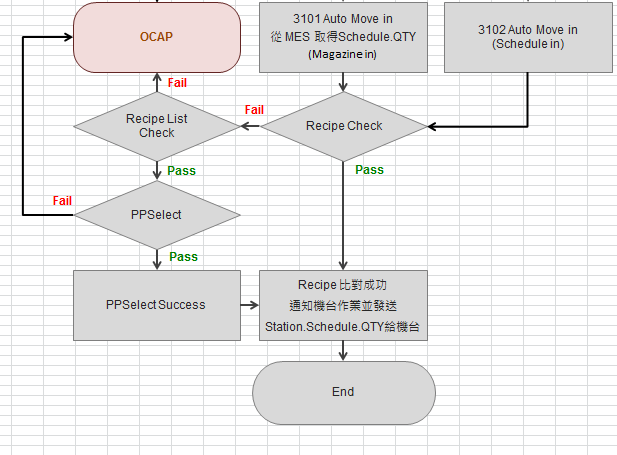 OCAP
3101 Auto Move in
從 MES 取得Schedule.QTY
(Magazine in)
3102 Auto Move in
(Schedule in)
Fail
Recipe List
Check
Fail
Recipe Check
Pass
Pass
Fail
PPSelect
Pass
PPSelect Success
Recipe 比對成功
通知機台作業並發送
Station.Schedule.QTY給機台
End